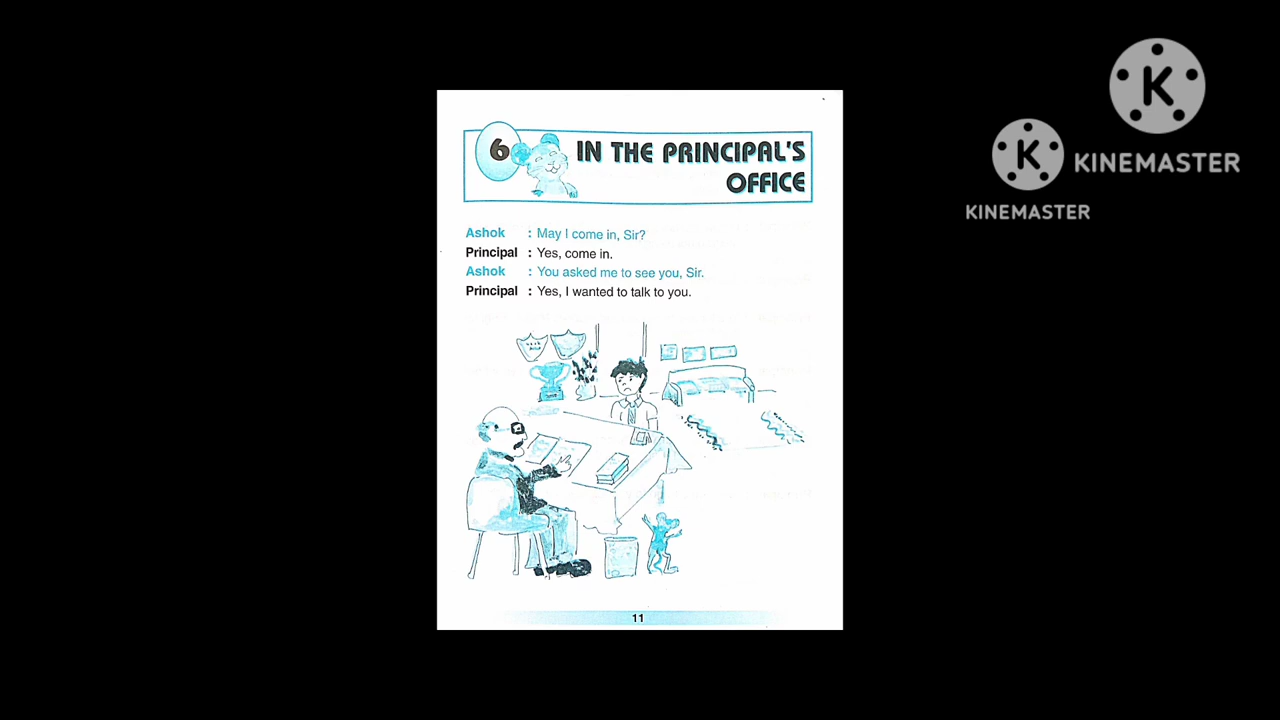 6
IN THE PRINCIPAL'S
OFFICE
Ashok : May I come in, Sir?
Principal : Yes, come in.
Ashok : You asked me to see you, Sir.
Principal : Yes, I wanted to talk to you.
11
K
K KINEMASTER
KINEMASTER